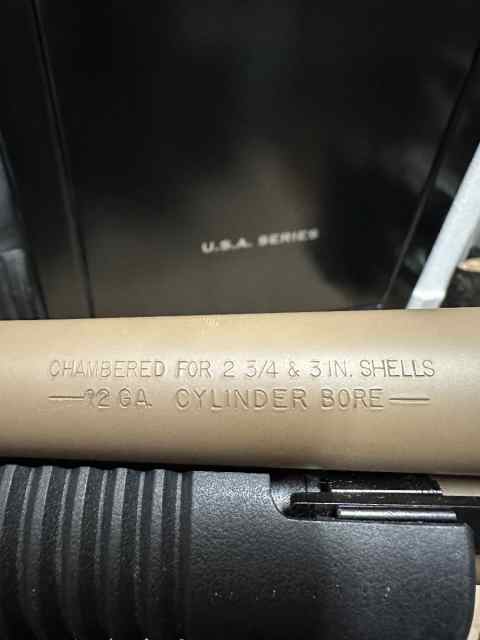 U.S.A. SERIES
CHAMBERED FOR 2 3/4 & 3 IN. SHELLS
—12 GA. CYLINDER BORE—